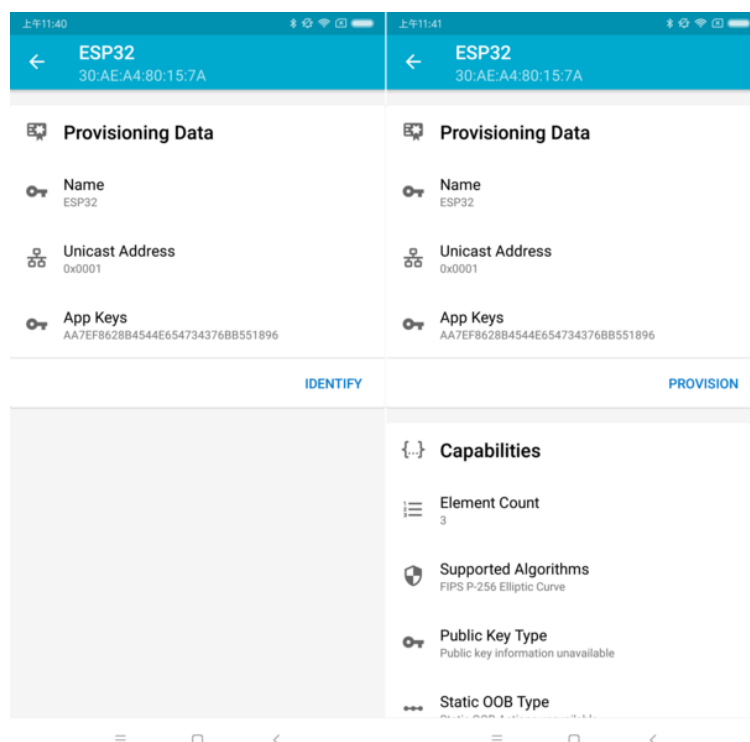 上午11:40
ESP32
30:AE:A4:80:15:7A
Provisioning Data
Name
ESP32
Unicast Address
0x0001
App Keys
AA7EF8628B4544E654734376BB551896
IDENTIFY
上午11:41
ESP32
30:AE:A4:80:15:7A
Provisioning Data
Name
ESP32
Unicast Address
0x0001
App Keys
AA7EF8628B4544E654734376BB551896
PROVISION
{...} Capabilities
Element Count
3
Supported Algorithms
FIPS P-256 Elliptic Curve
Public Key Type
Public key information unavailable
Static OOB Type